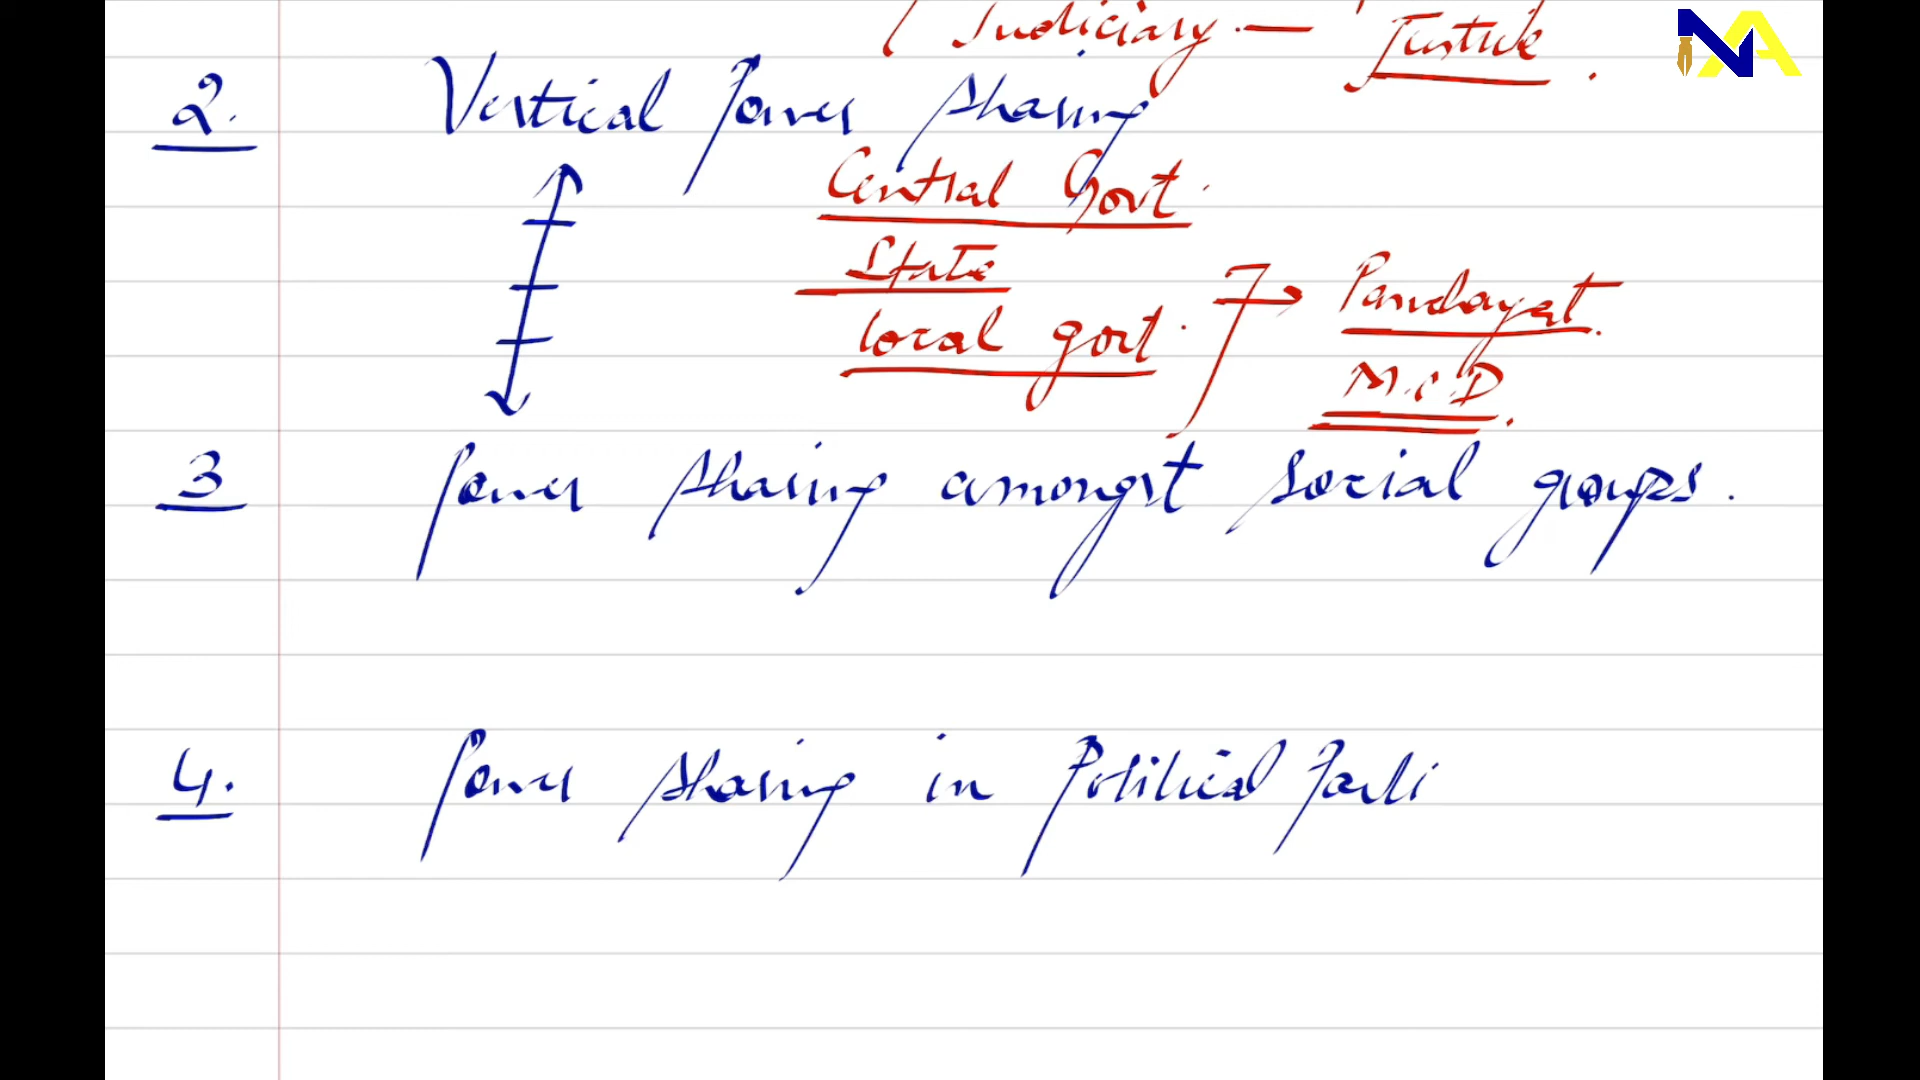 Judiciary — Justice.
NA
2. Vertical Power sharing
Central Govt.
State
local govt. → Panchayat.
M.C.D.
3 Power sharing amongst social groups.
4. Power sharing in Political Parti